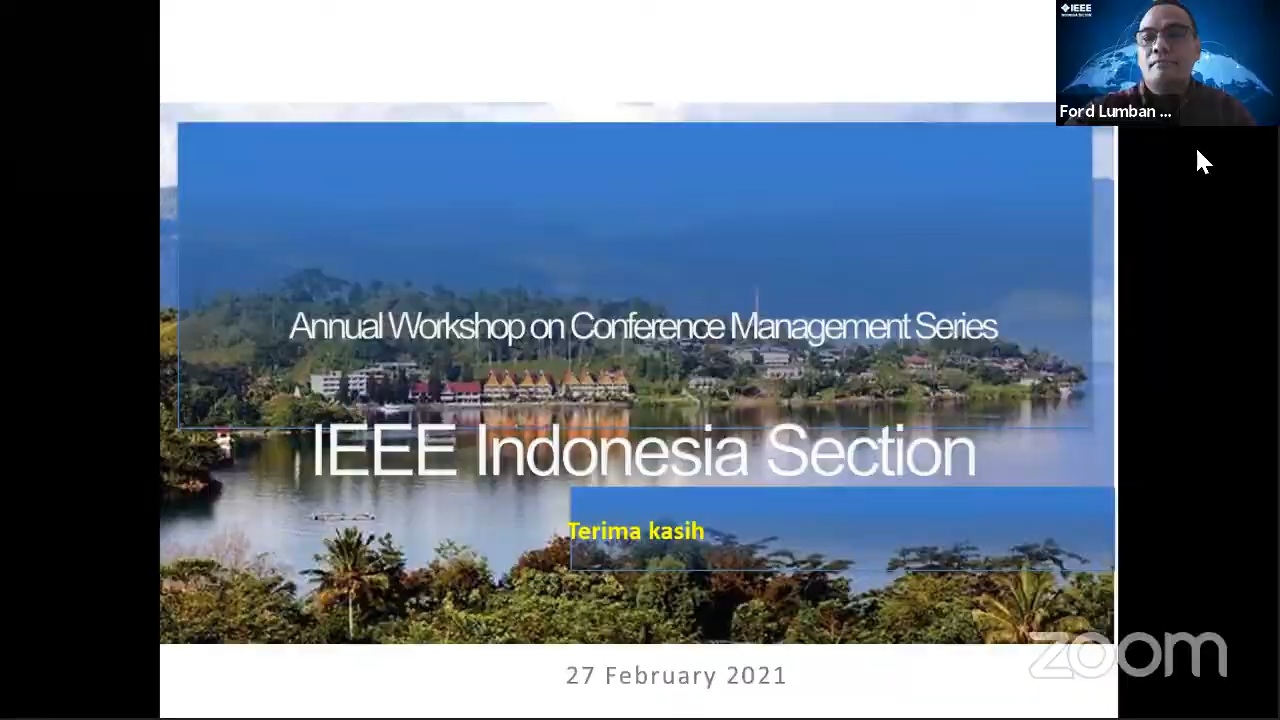 IEEE
Ford Lumban ...
Annual Workshop on Conference Management Series
IEEE Indonesia Section
Terima kasih
zoom
27 February 2021